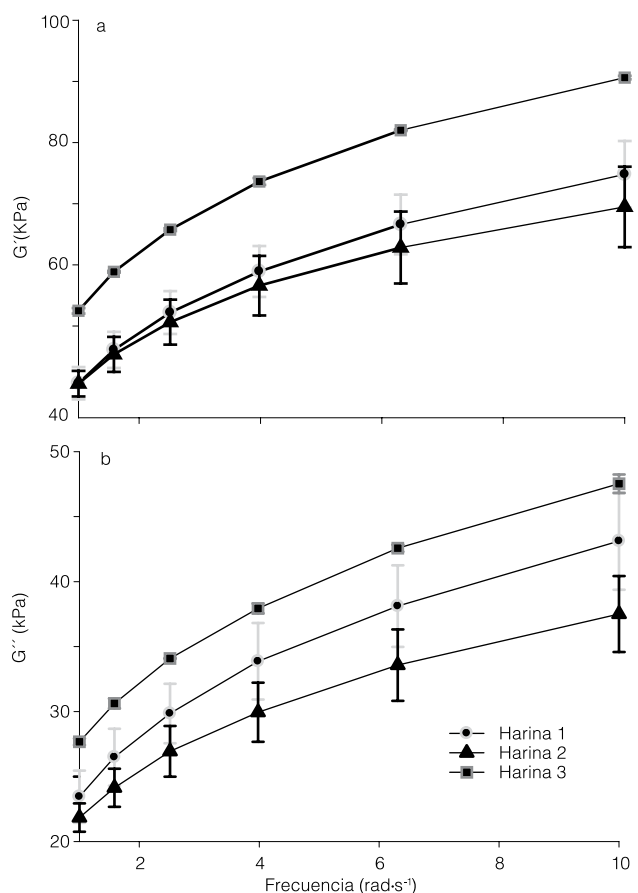 100
a
80
G´(KPa)
60
40
50
b
40
G´´ (kPa)
30
Harina 1
Harina 2
Harina 3
20
2 4 6 8 10
Frecuencia (rad·s⁻¹)